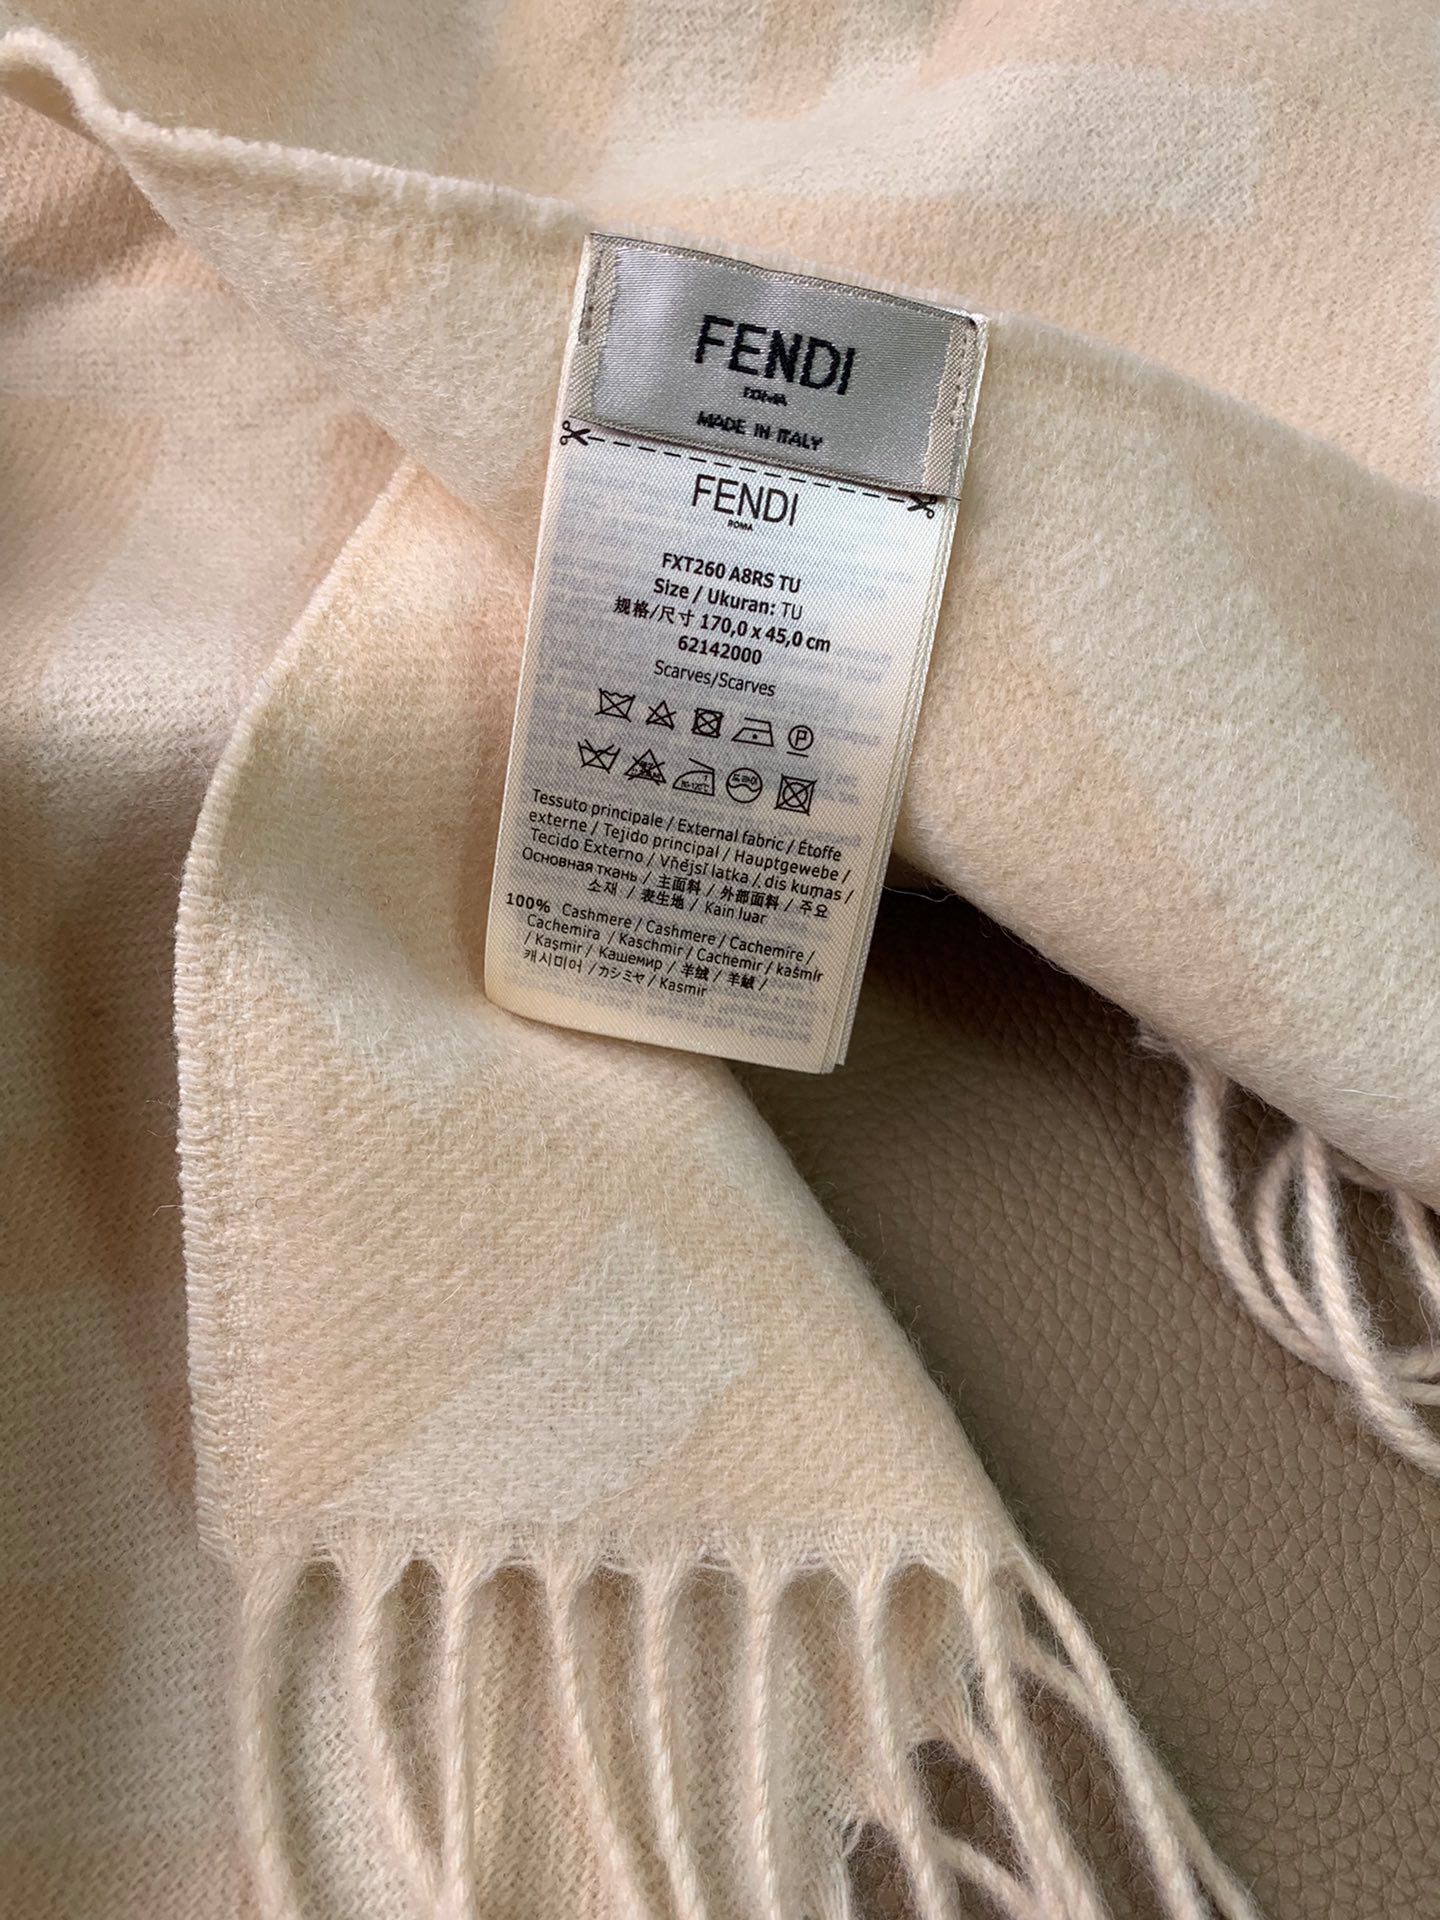 FENDI
ROMA
MADE IN ITALY
FENDI
ROMA
FXT260 A8RS TU
Size / Ukuran: TU
规格/尺寸 170,0 x 45,0 cm
62142000
Scarves/Scarves
P
Tessuto principale / External fabric / Étoffe
externe / Tejido principal / Hauptgewebe /
Tecido Externo / Vňějsí latka / dis kumas /
Основная ткань / 主面料 / 外部面料 / 주요
소재 / 表生地 / Kain luar
100% Cashmere / Cashmere / Cachemire /
Cachemira / Kaschmir / Cachemir / kašmír
/ Kaşmir / Кашемир / 羊绒 / 羊絨 /
캐시미어 / カシミヤ / Kasmir